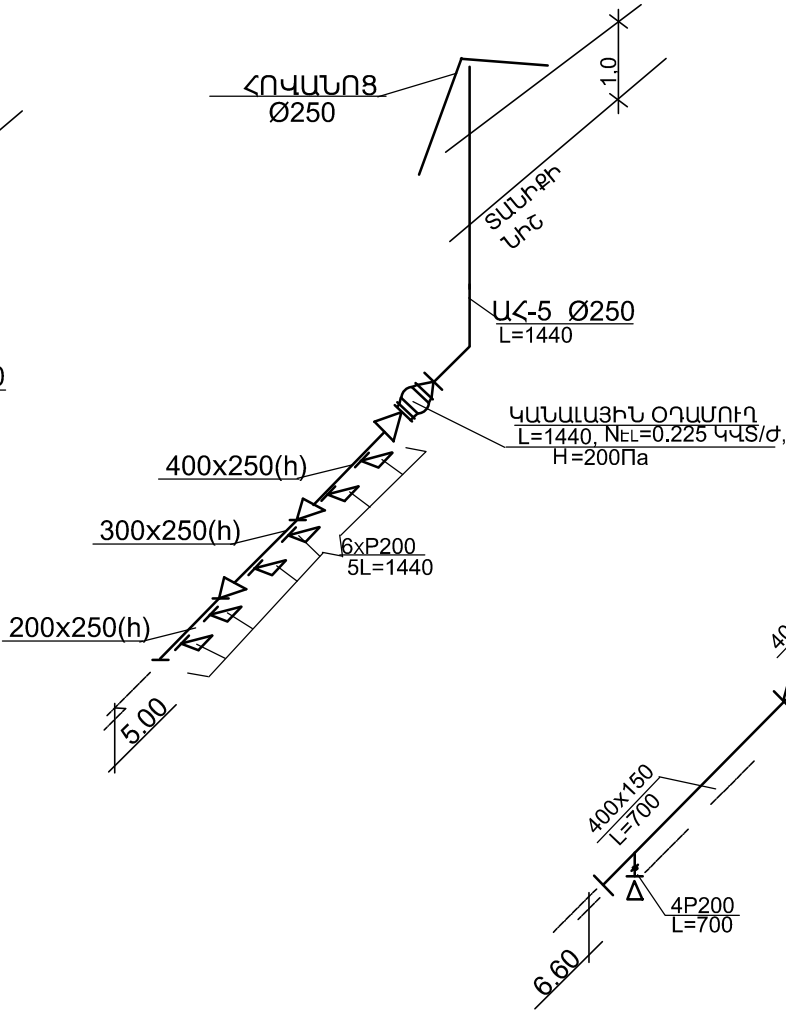 ՀՈՎԱՆՈՑ
Ø250
1.0
ՏԱՆԻՔԻ
ՆԻՇ
ԱՀ-5 Ø250
L=1440
ԿԱՆԱԼԱՅԻՆ ՕԴԱՄՈՒՂ
L=1440, NEL=0.225 ԿՎՏ/Ժ,
H=200Па
400x250(h)
300x250(h)
6xP200
5L=1440
200x250(h)
5.00
400x150
L=700
4P200
L=700
6.60